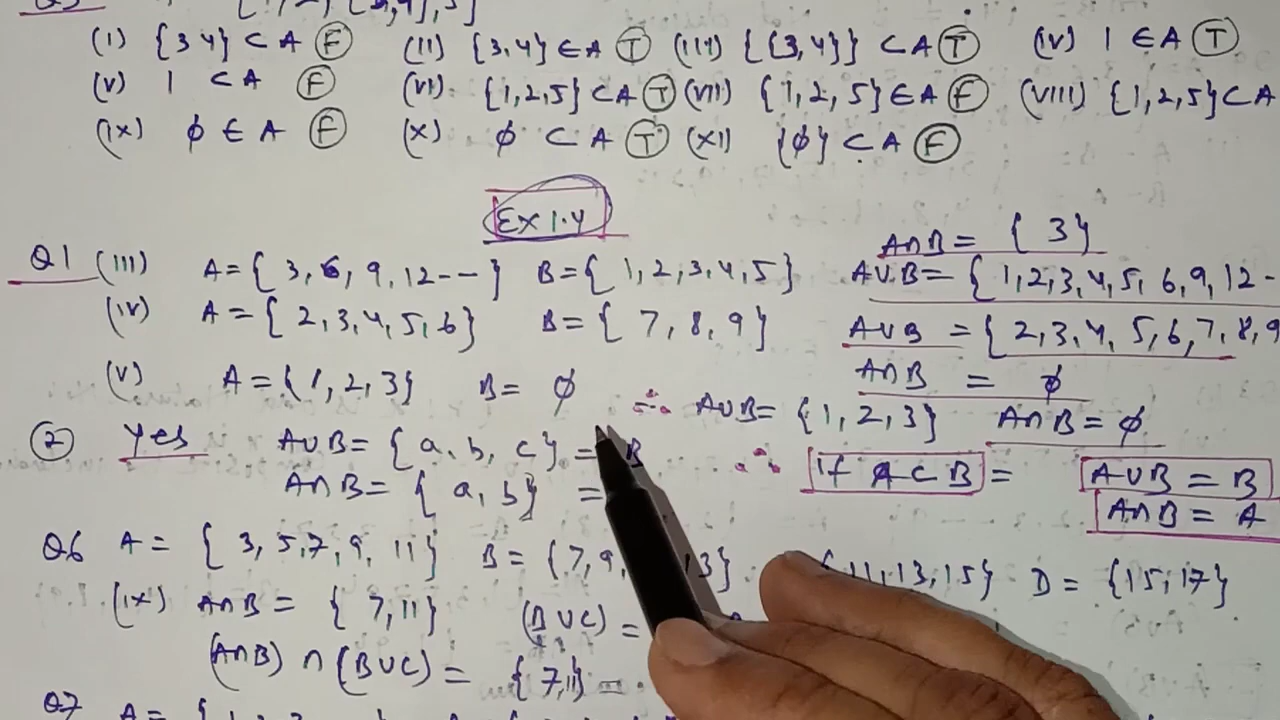 (i) {3 4} ⊂ A (F) (ii) {3,4} ∈ A (T) (iii) {{3,4}} ⊂ A (T) (iv) 1 ∈ A (T)
(v) 1 ⊂ A (F) (vi) {1,2,5} ⊂ A (T) (vii) {1,2,5} ∈ A (F) (viii) {1,2,5} ⊂ A
(ix) φ ∈ A (F) (x) φ ⊂ A (T) (xi) {φ} ⊂ A (F)
Ex 1.4
A∩B = {3}
Q1 (iii) A = {3, 6, 9, 12 -- } B = {1,2,3,4,5} A∪B = {1,2,3,4,5, 6,9,12 -
(iv) A = {2,3,4,5,6} B = {7,8,9} A∪B = {2,3,4, 5,6,7,8,9
A∩B = φ
(v) A = {1,2,3} B = φ ∴ A∪B = {1,2,3} A∩B = φ
② Yes A∪B = {a, b, c} = B ∴ if A⊂B = A∪B = B
A∩B = {a, b} = A∩B = A
Q6 A = {3, 5,7, 9, 11} B = {7,9, 13} {11,13,15} D = {15,17}
(ix) A∩B = {7,11} (B∪C) =
(A∩B) ∩ (B∪C) = {7,11} =
Q7 A = {